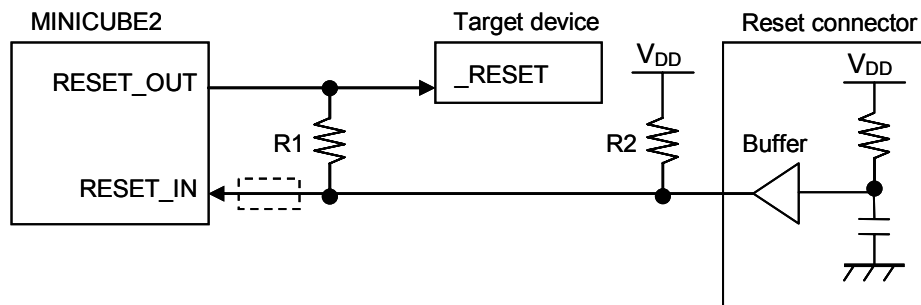 MINICUBE2
Target device
Reset connector
RESET_OUT
_RESET
VDD
VDD
R1
R2
Buffer
RESET_IN